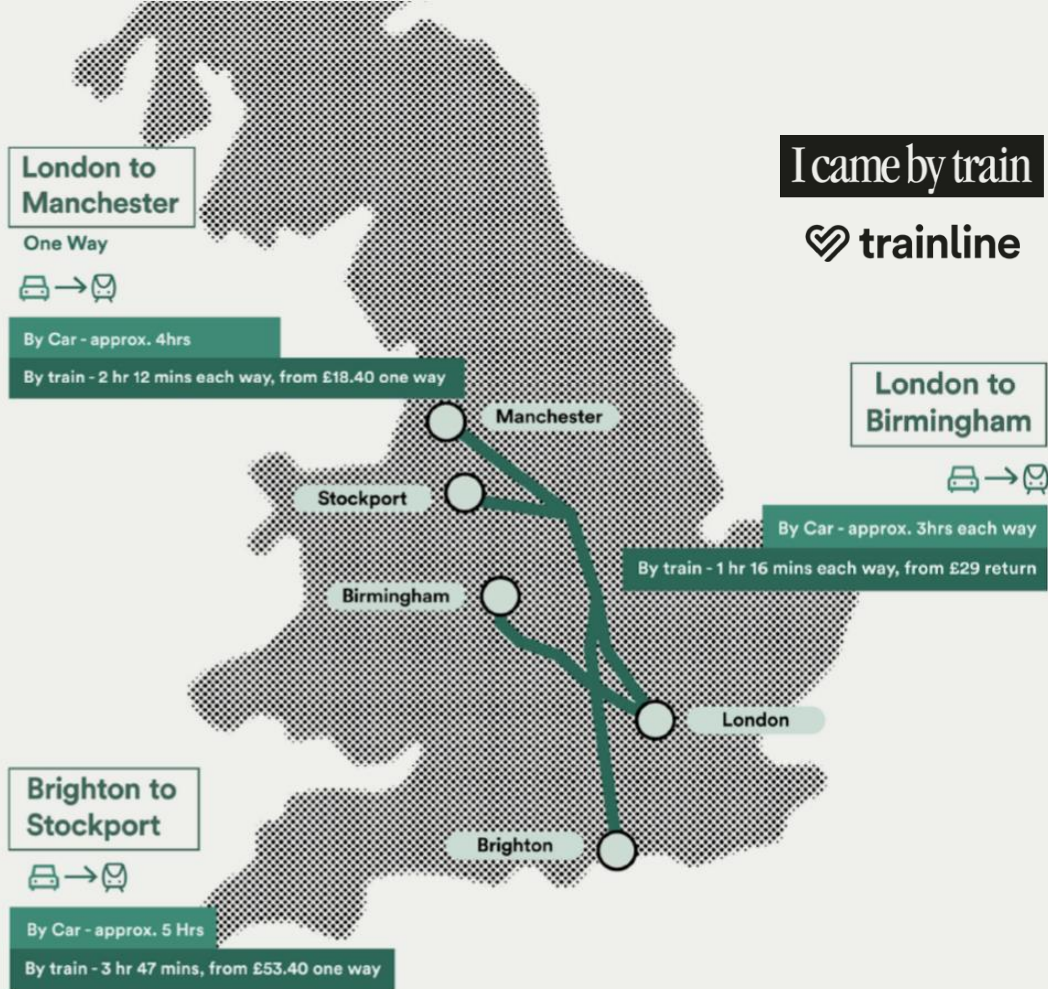 I came by train
trainline
London to
Manchester
One Way
By Car - approx. 4hrs
By train - 2 hr 12 mins each way, from £18.40 one way
London to
Birmingham
By Car - approx. 3hrs each way
By train - 1 hr 16 mins each way, from £29 return
Manchester
Stockport
Birmingham
London
Brighton
Brighton to
Stockport
By Car - approx. 5 Hrs
By train - 3 hr 47 mins, from £53.40 one way